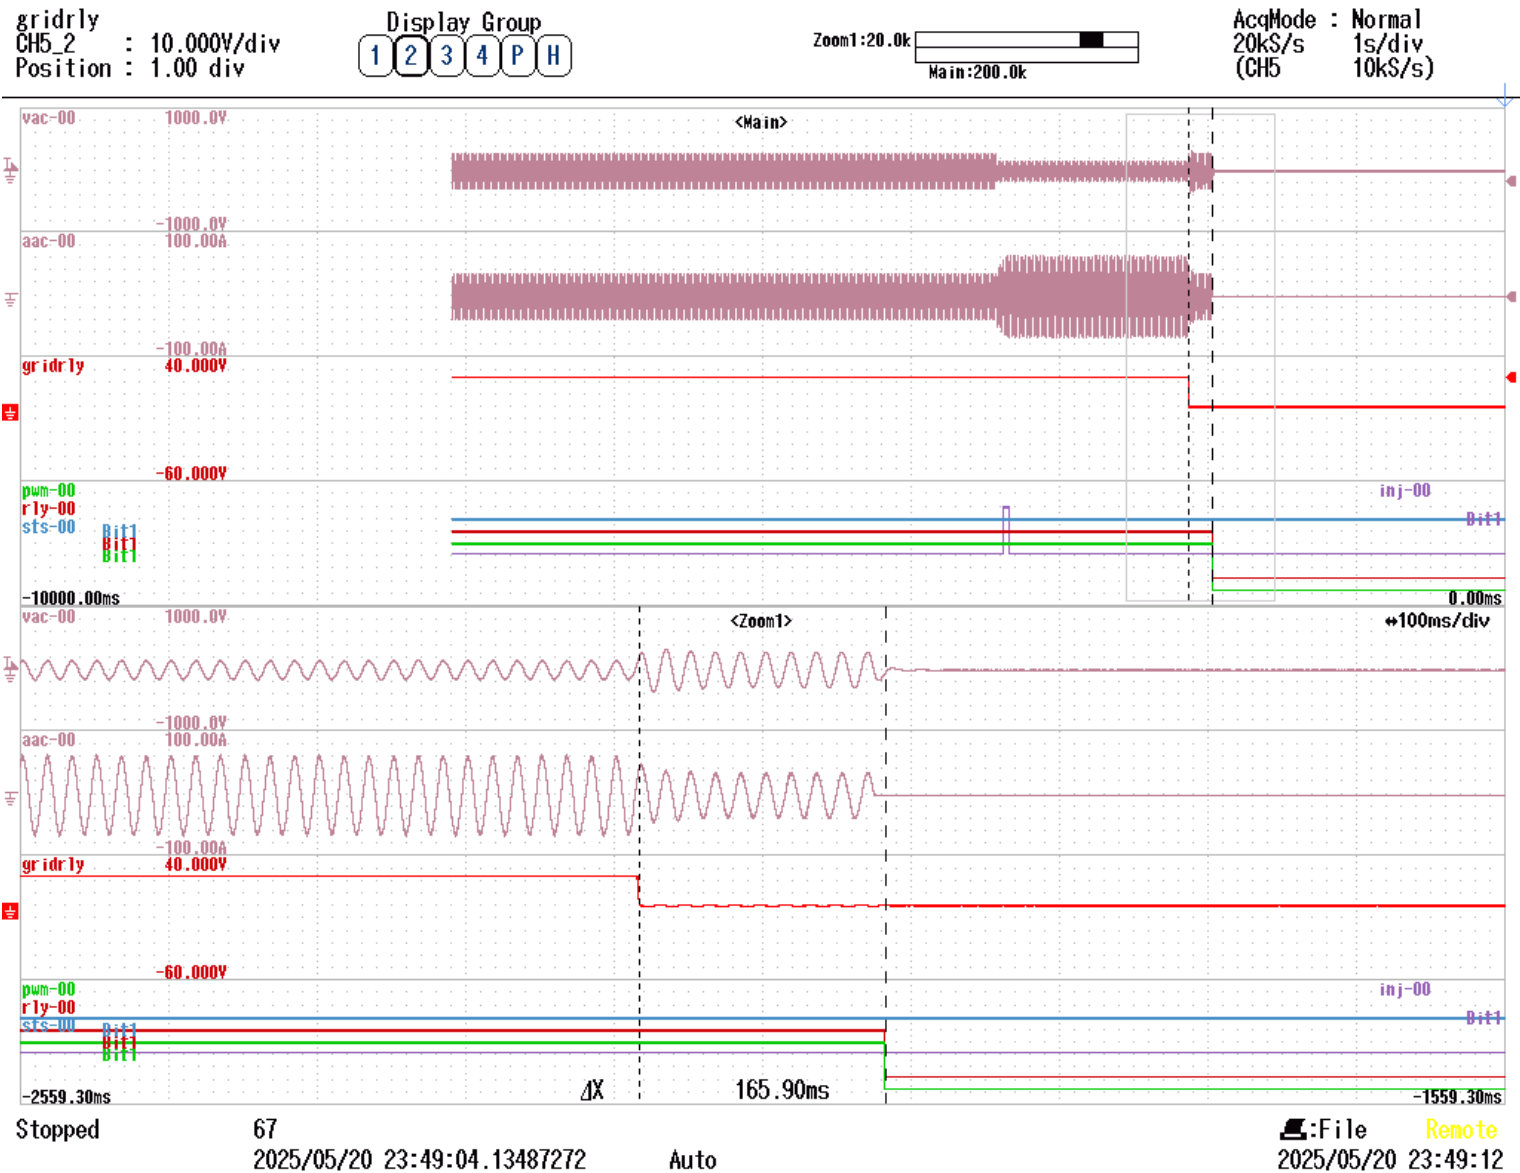 gridrly
CH5_2 : 10.000V/div
Position : 1.00 div
Display Group
1 2 3 4 P H
Zoom1:20.0k
Main:200.0k
AcqMode : Normal
20kS/s 1s/div
(CH5 10kS/s)
vac-00 1000.0V
<Main>
-1000.0V
aac-00 100.00A
-100.00A
gridrly 40.000V
-60.000V
pwm-00
inj-00
rly-00
sts-00
Bit1
Bit1
Bit1
Bit1
-10000.00ms
0.00ms
vac-00 1000.0V
<Zoom1>
↔100ms/div
-1000.0V
aac-00 100.00A
-100.00A
gridrly 40.000V
-60.000V
pwm-00
inj-00
rly-00
sts-00
Bit1
Bit1
Bit1
Bit1
-2559.30ms
⊿X 165.90ms
-1559.30ms
Stopped 67
:File Remote
2025/05/20 23:49:04.13487272 Auto 2025/05/20 23:49:12